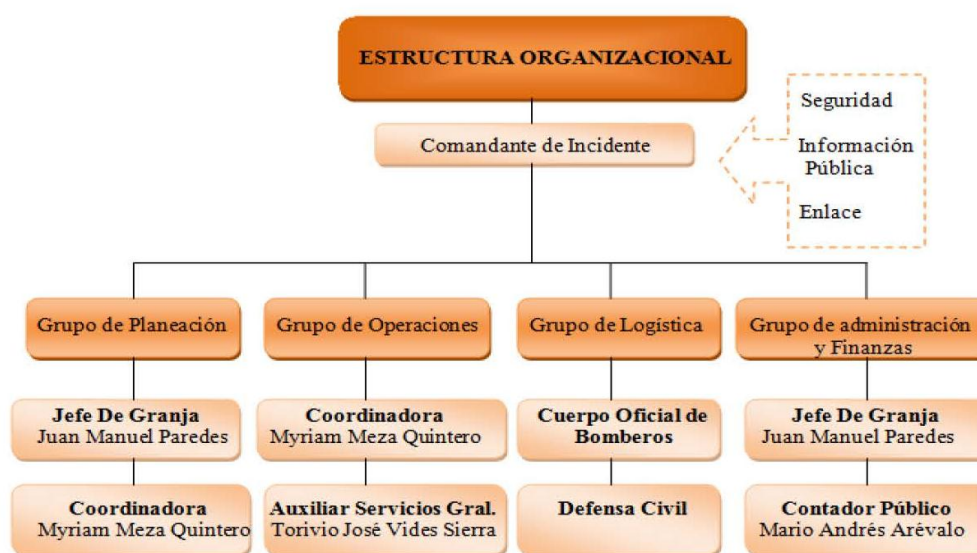 ESTRUCTURA ORGANIZACIONAL
Comandante de Incidente
Seguridad
Información
Pública
Enlace
Grupo de Planeación
Jefe De Granja
Juan Manuel Paredes
Coordinadora
Myriam Meza Quintero
Grupo de Operaciones
Coordinadora
Myriam Meza Quintero
Auxiliar Servicios Gral.
Torivio José Vides Sierra
Grupo de Logística
Cuerpo Oficial de
Bomberos
Defensa Civil
Grupo de administración
y Finanzas
Jefe De Granja
Juan Manuel Paredes
Contador Público
Mario Andrés Arévalo